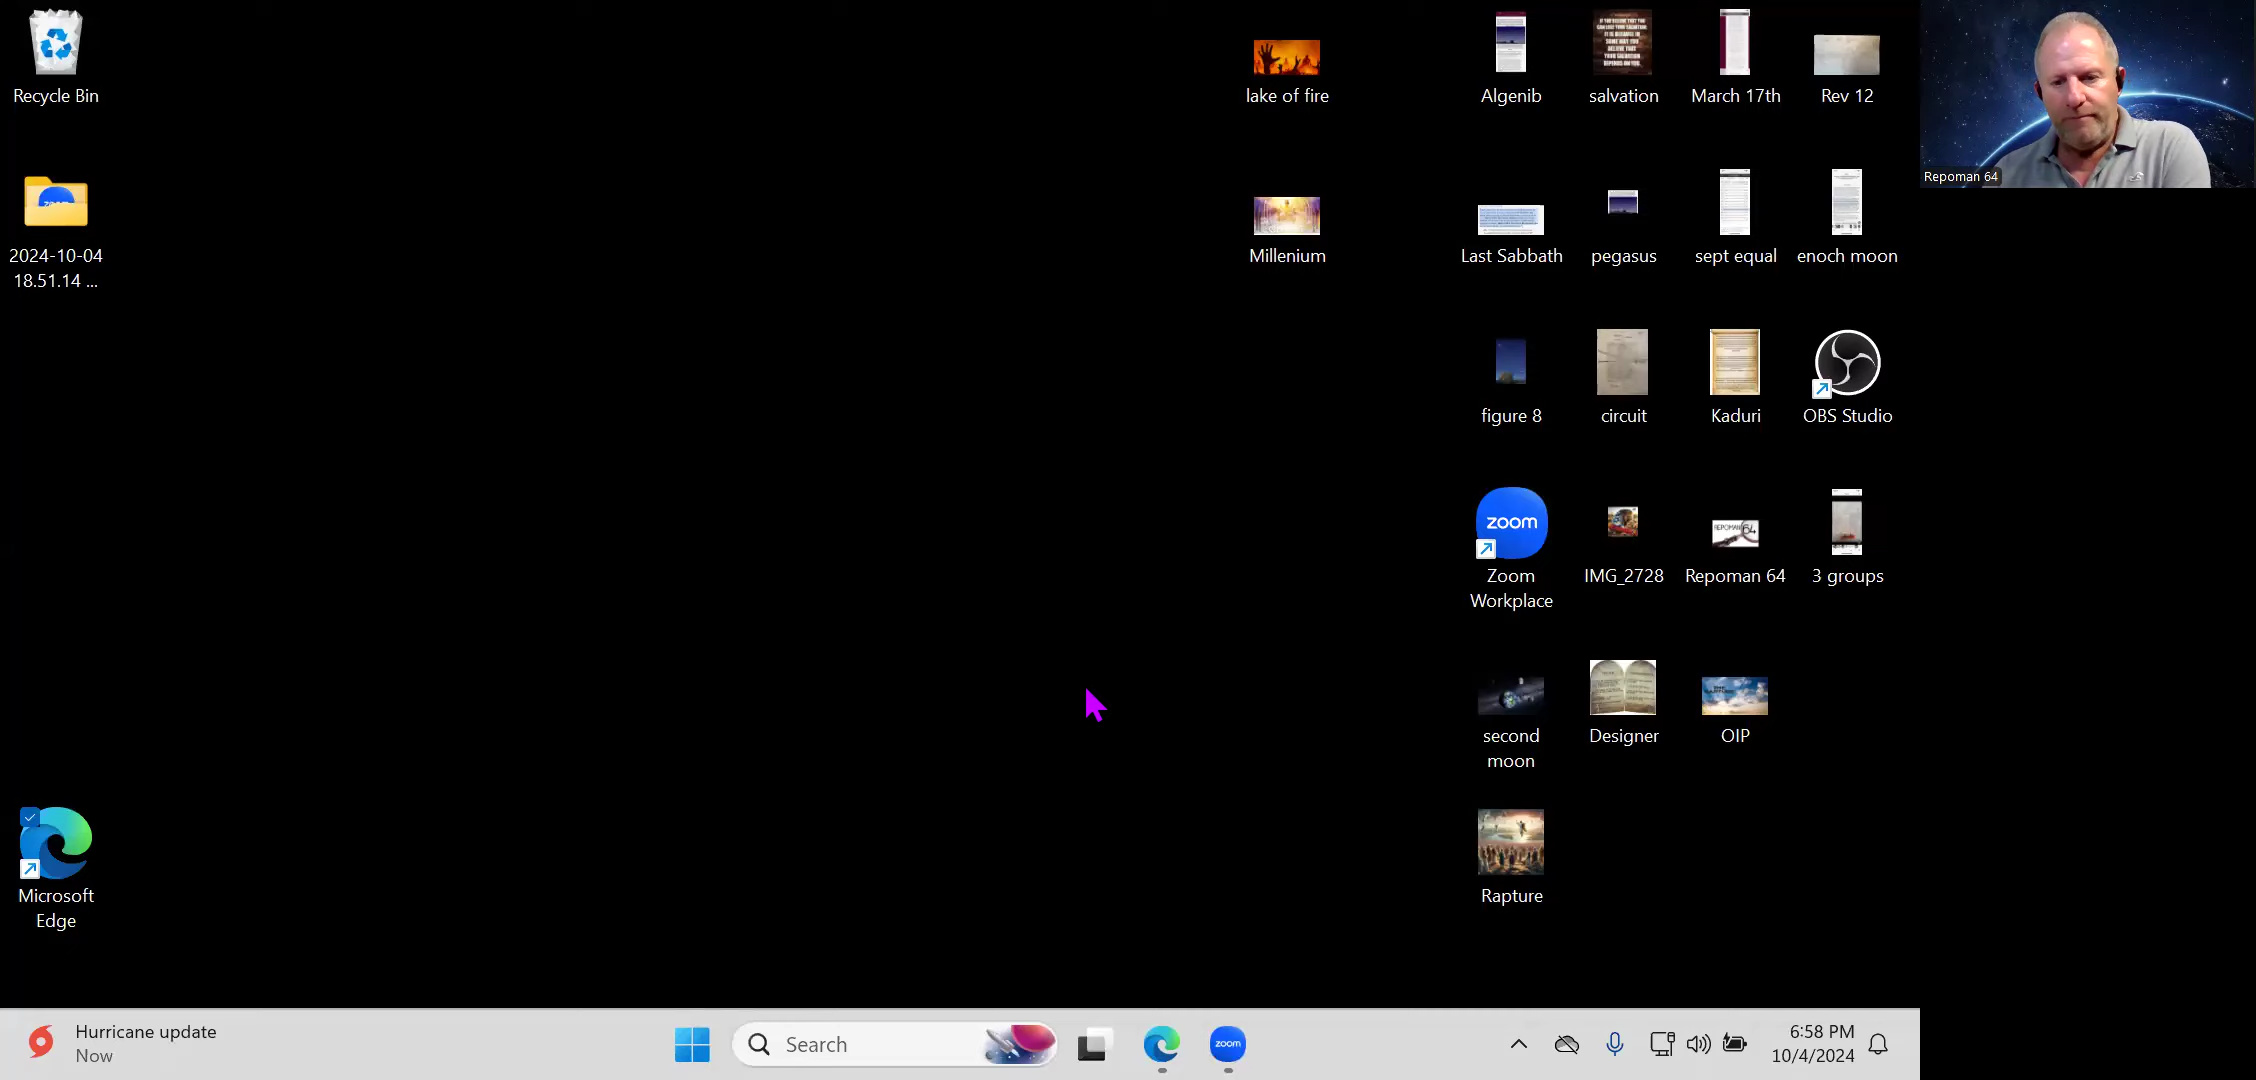 Recycle Bin
lake of fire
Algenib
salvation
March 17th
Rev 12
Repoman 64
zoom
2024-10-04
18.51.14 ...
Millenium
Last Sabbath
pegasus
sept equal
enoch moon
figure 8
circuit
Kaduri
OBS Studio
zoom
REPOMAN 64
Zoom
Workplace
IMG_2728
Repoman 64
3 groups
second
moon
Designer
OIP
Rapture
Microsoft
Edge
Hurricane update
Now
Search
zoom
6:58 PM
10/4/2024